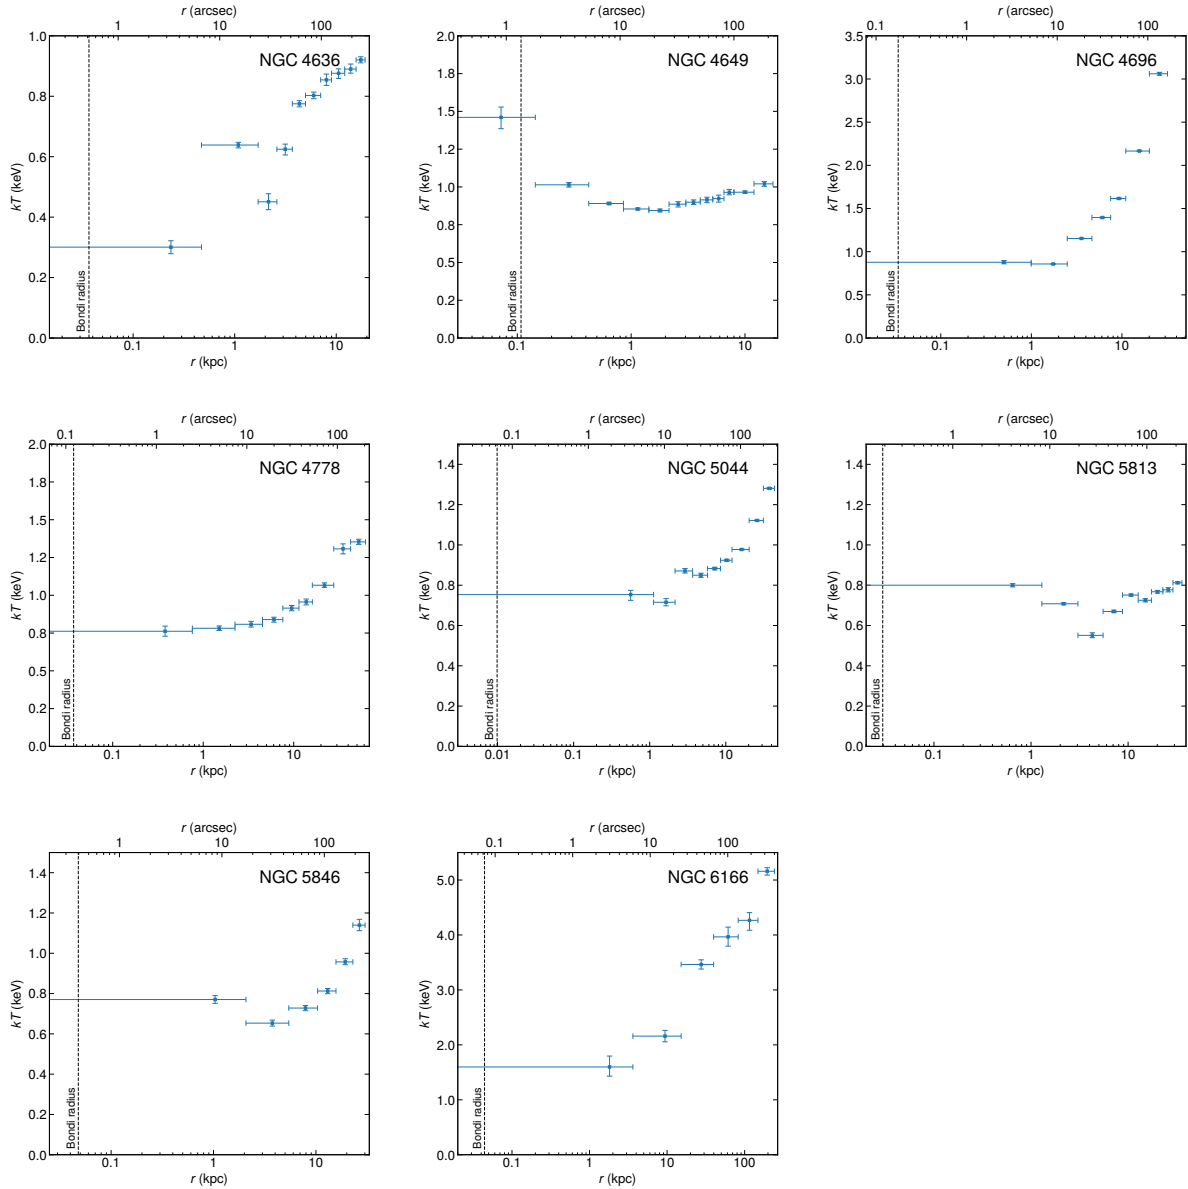 r (arcsec) r (arcsec) r (arcsec)
1 10 100 1 10 100 0.1 1 10 100
NGC 4636 NGC 4649 NGC 4696
kT (keV) kT (keV) kT (keV)
1.0 0.8 0.6 0.4 0.2 0.0
2.0 1.8 1.5 1.2 1.0 0.8 0.5 0.2 0.0
3.5 3.0 2.5 2.0 1.5 1.0 0.5 0.0
Bondi radius Bondi radius Bondi radius
0.1 1 10 0.1 1 10 0.1 1 10
r (kpc) r (kpc) r (kpc)
r (arcsec) r (arcsec) r (arcsec)
0.1 1 10 100 0.1 1 10 100 1 10 100
NGC 4778 NGC 5044 NGC 5813
kT (keV) kT (keV) kT (keV)
2.0 1.8 1.5 1.2 1.0 0.8 0.5 0.2 0.0
1.4 1.2 1.0 0.8 0.6 0.4 0.2 0.0
1.4 1.2 1.0 0.8 0.6 0.4 0.2 0.0
Bondi radius Bondi radius Bondi radius
0.1 1 10 0.01 0.1 1 10 0.1 1 10
r (kpc) r (kpc) r (kpc)
r (arcsec) r (arcsec)
1 10 100 0.1 1 10 100
NGC 5846 NGC 6166
kT (keV) kT (keV)
1.4 1.2 1.0 0.8 0.6 0.4 0.2 0.0
5.0 4.0 3.0 2.0 1.0 0.0
Bondi radius Bondi radius
0.1 1 10 0.1 1 10 100
r (kpc) r (kpc)